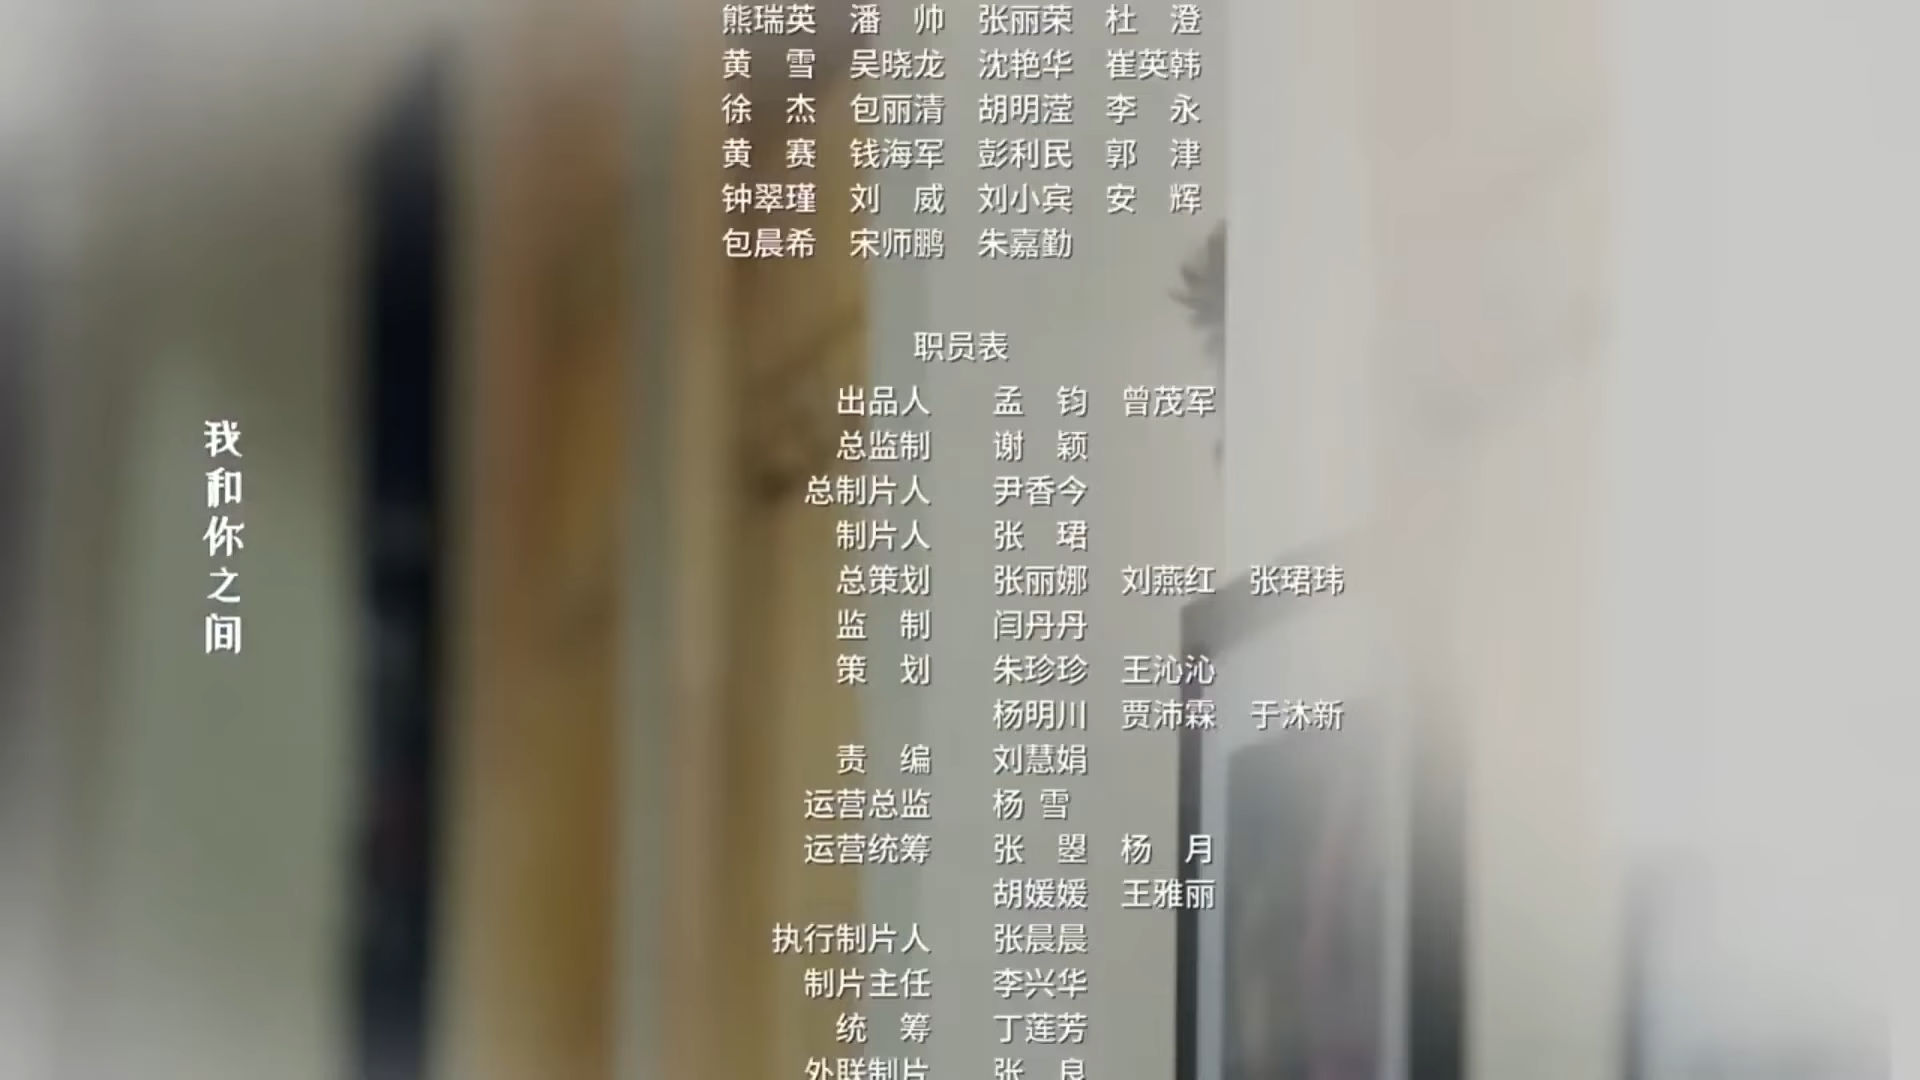 熊瑞英 潘 帅 张丽荣 杜 澄
黄 雪 吴晓龙 沈艳华 崔英韩
徐 杰 包丽清 胡明滢 李 永
黄 赛 钱海军 彭利民 郭 津
钟翠瑾 刘 威 刘小宾 安 辉
包晨希 宋师鹏 朱嘉勤
职员表
出品人 孟 钧 曾茂军
总监制 谢 颖
总制片人 尹香今
制片人 张 珺
总策划 张丽娜 刘燕红 张珺玮
监 制 闫丹丹
策 划 朱珍珍 王沁沁
杨明川 贾沛霖 于沐新
责 编 刘慧娟
运营总监 杨 雪
运营统筹 张 曌 杨 月
胡媛媛 王雅丽
执行制片人 张晨晨
制片主任 李兴华
统 筹 丁莲芳
外联制片 张 良
我和你之间